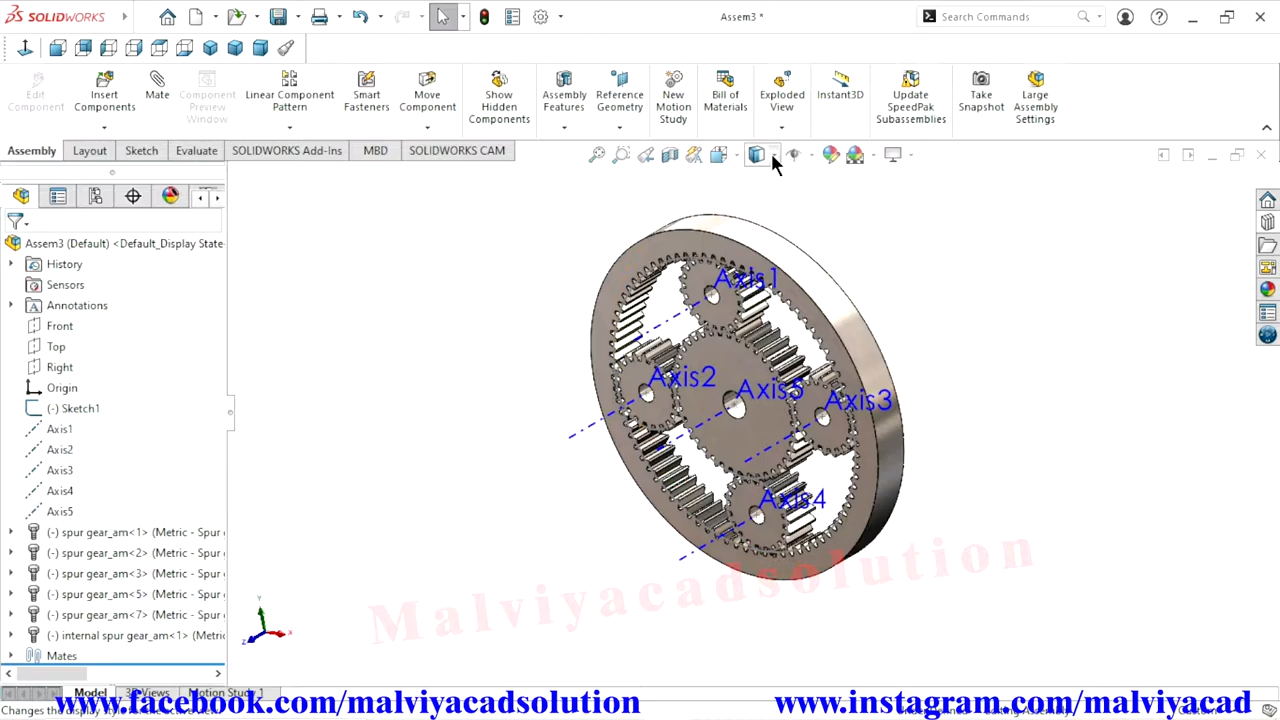 SOLIDWORKS
Assem3 *
Search Commands
Edit Component
Insert Components
Mate
Component Preview Window
Linear Component Pattern
Smart Fasteners
Move Component
Show Hidden Components
Assembly Features
Reference Geometry
New Motion Study
Bill of Materials
Exploded View
Instant3D
Update SpeedPak Subassemblies
Take Snapshot
Large Assembly Settings
Assembly
Layout
Sketch
Evaluate
SOLIDWORKS Add-Ins
MBD
SOLIDWORKS CAM
Assem3 (Default) <Default_Display State
History
Sensors
Annotations
Front
Top
Right
Origin
(-) Sketch1
Axis1
Axis2
Axis3
Axis4
Axis5
(-) spur gear_am<1> (Metric - Spur
(-) spur gear_am<2> (Metric - Spur
(-) spur gear_am<3> (Metric - Spur
(-) spur gear_am<5> (Metric - Spur
(-) spur gear_am<7> (Metric - Spur
(-) internal spur gear_am<1> (Metric
Mates
Axis1
Axis2
Axis5
Axis3
Axis4
Malviyacadsolution
Y
X
Z
Model
3D Views
Motion Study 1
www.facebook.com/malviyacadsolution
www.instagram.com/malviyacad